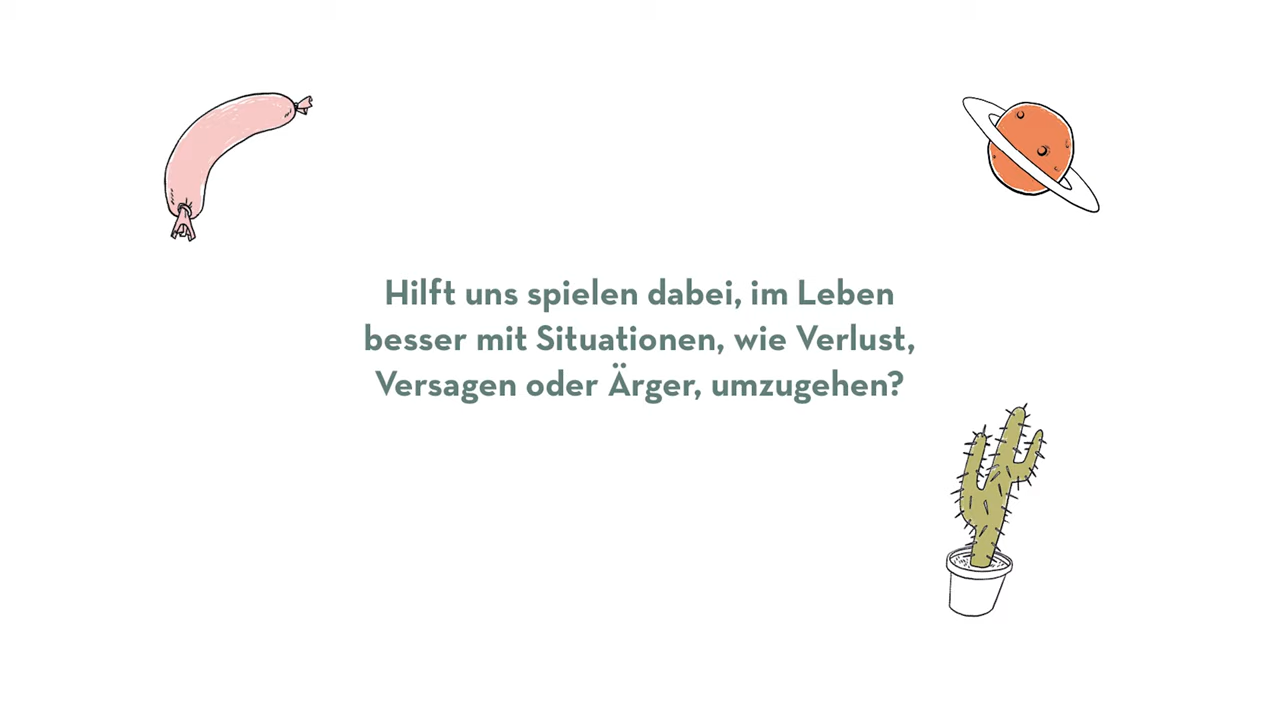 Hilft uns spielen dabei, im Leben
besser mit Situationen, wie Verlust,
Versagen oder Ärger, umzugehen?